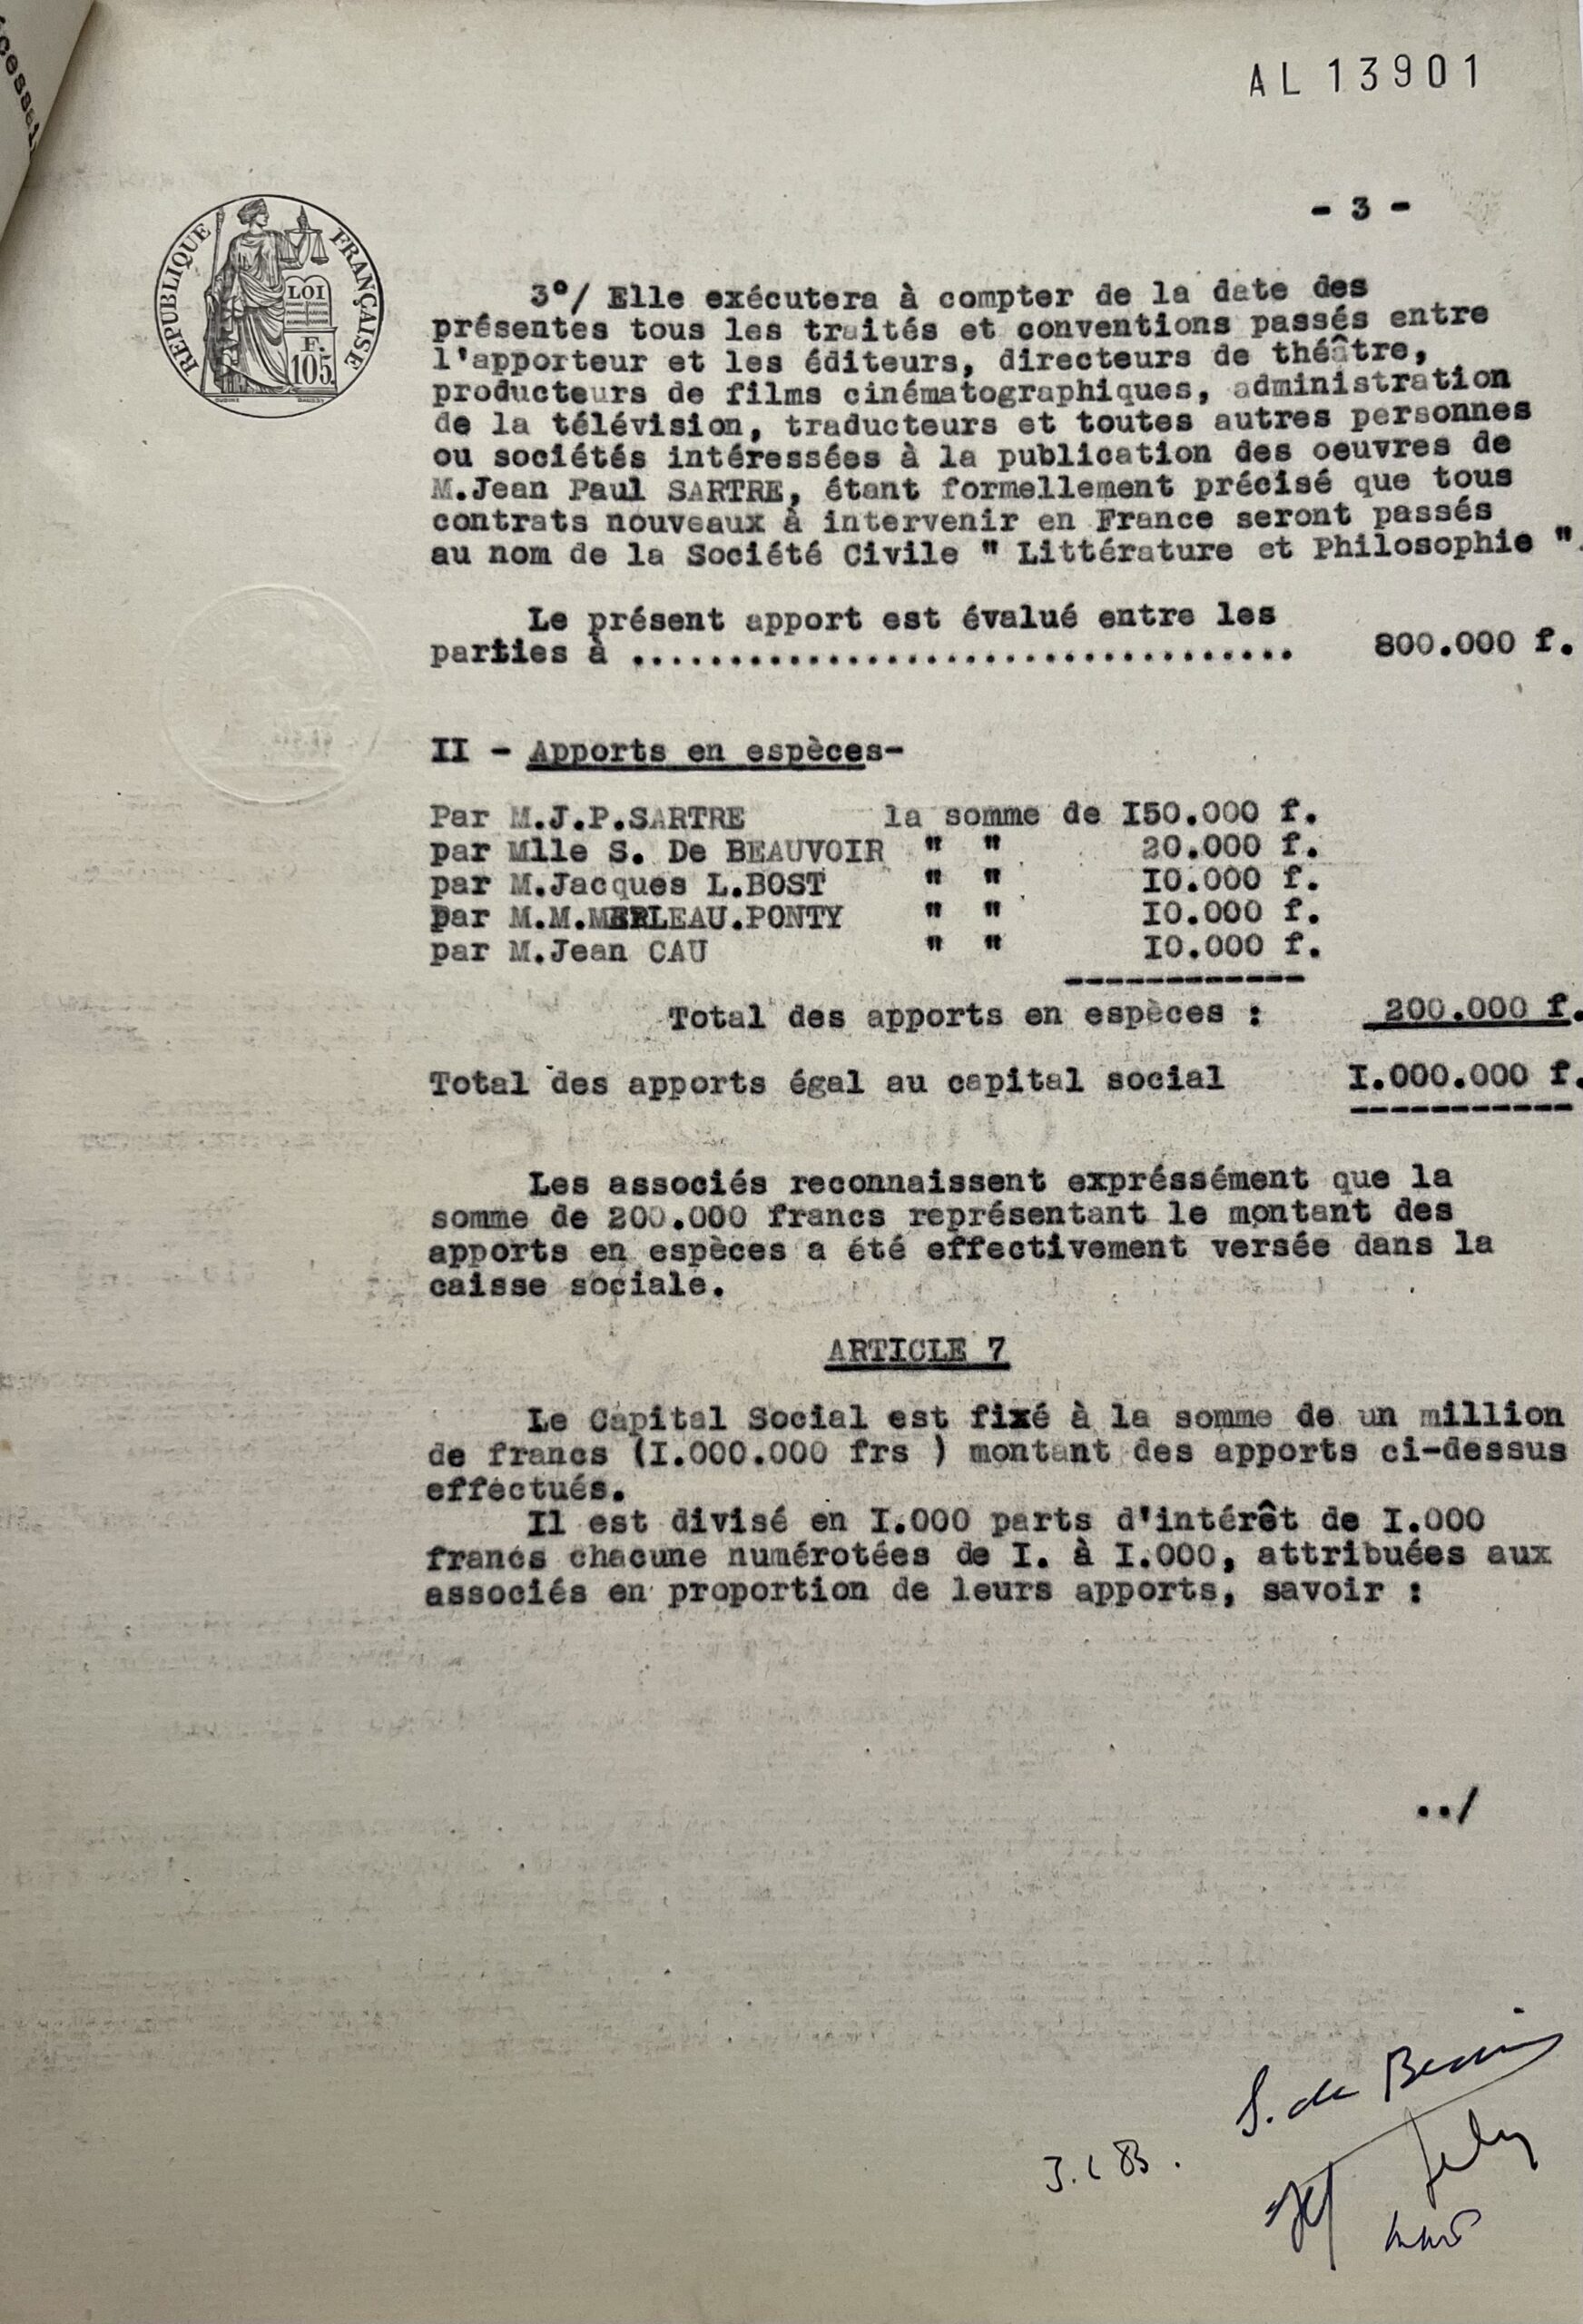 AL 13901
- 3 -
REPUBLIQUE FRANÇAISE
LOI
F.
105
3°/ Elle exécutera à compter de la date des
présentes tous les traités et conventions passés entre
l'apporteur et les éditeurs, directeurs de théâtre,
producteurs de films cinématographiques, administration
de la télévision, traducteurs et toutes autres personnes
ou sociétés intéressées à la publication des oeuvres de
M.Jean Paul SARTRE, étant formellement précisé que tous
contrats nouveaux à intervenir en France seront passés
au nom de la Société Civile " Littérature et Philosophie ".
Le présent apport est évalué entre les
parties à .................................. 800.000 f.
II - Apports en espèces-
Par M.J.P.SARTRE la somme de I50.000 f.
par Mlle S. De BEAUVOIR " " 20.000 f.
par M.Jacques L.BOST " " I0.000 f.
par M.M.MERLEAU.PONTY " " I0.000 f.
par M.Jean CAU " " I0.000 f.
------------
Total des apports en espèces : 200.000 f.
Total des apports égal au capital social I.000.000 f.
-----------
Les associés reconnaissent expréssément que la
somme de 200.000 francs représentant le montant des
apports en espèces a été effectivement versée dans la
caisse sociale.
ARTICLE 7
Le Capital Social est fixé à la somme de un million
de francs (I.000.000 frs ) montant des apports ci-dessus
effectués.
Il est divisé en I.000 parts d'intérêt de I.000
francs chacune numérotées de I. à I.000, attribuées aux
associés en proportion de leurs apports, savoir :
../
S. de Beauvoir
J.L B.